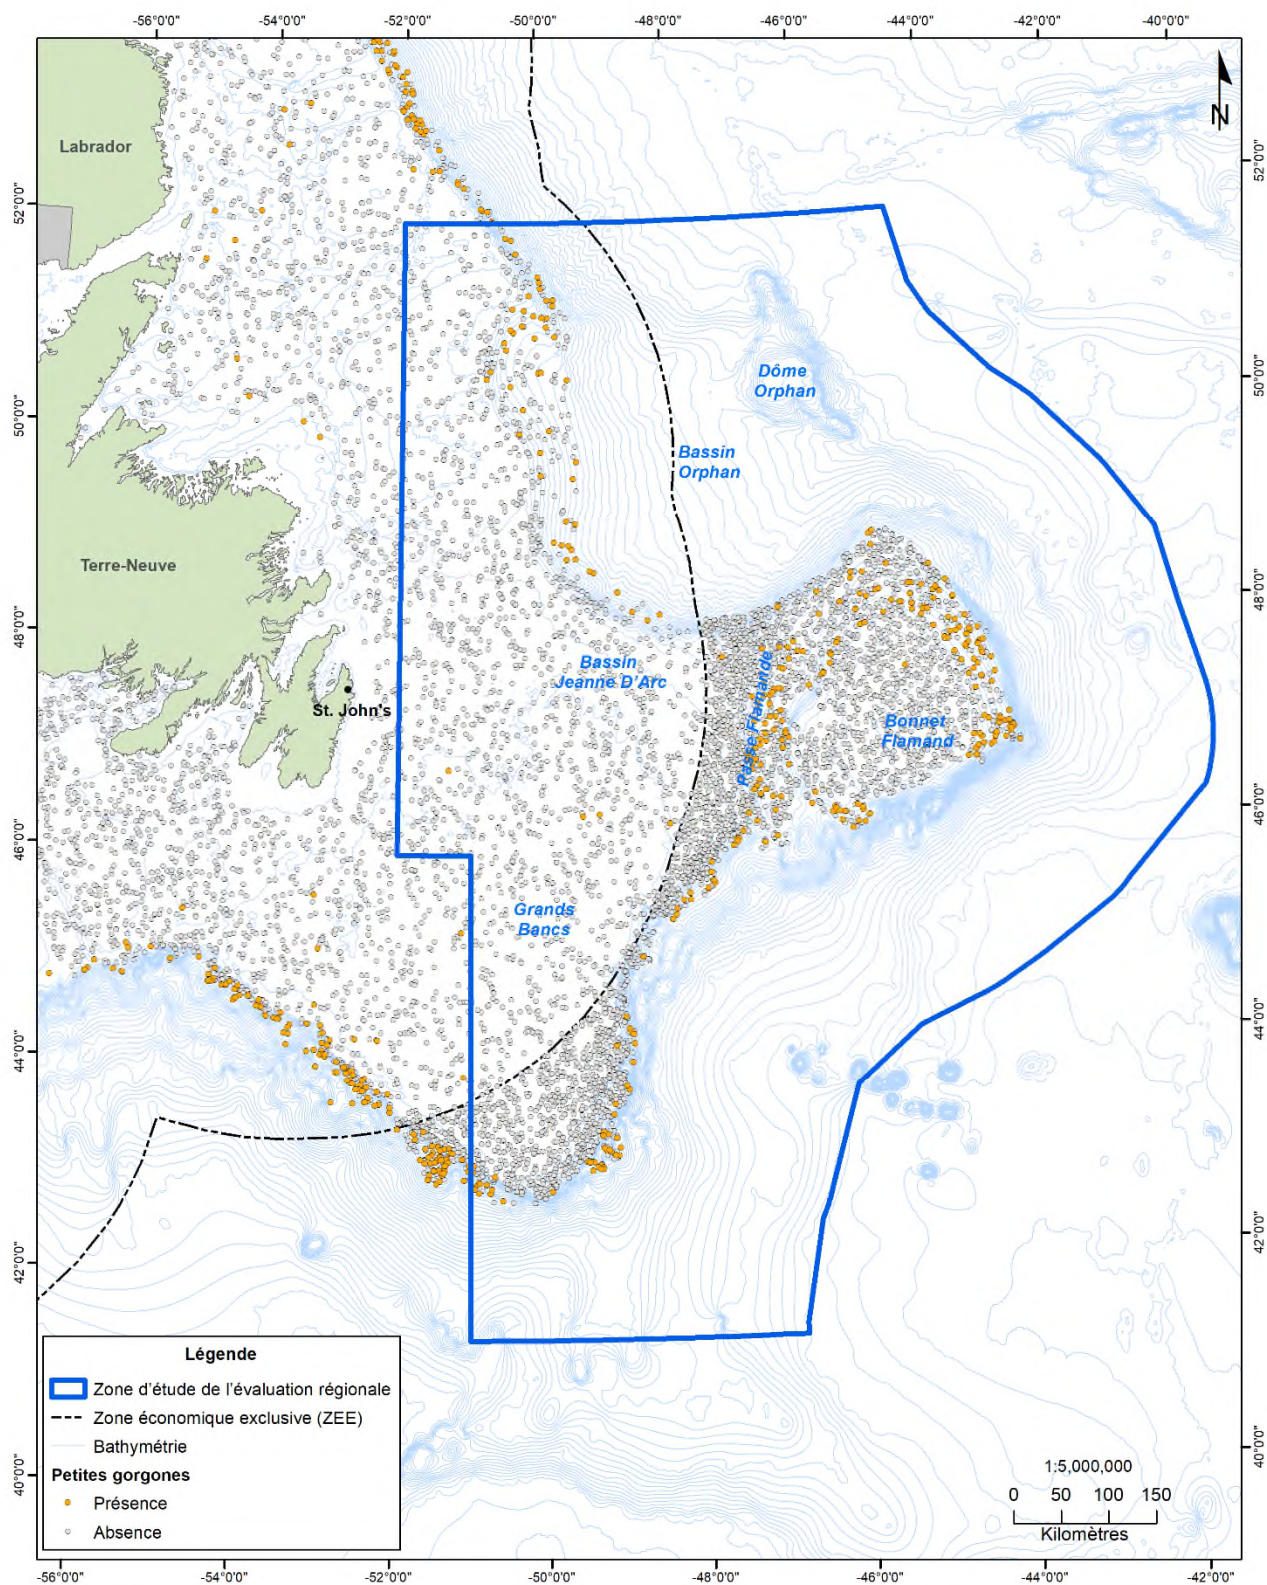 -56°0'0" -54°0'0" -52°0'0" -50°0'0" -48°0'0" -46°0'0" -44°0'0" -42°0'0" -40°0'0"
N
Labrador
52°0'0"
52°0'0"
Dôme
Orphan
50°0'0"
50°0'0"
Bassin
Orphan
Terre-Neuve
48°0'0"
48°0'0"
Bassin
Jeanne D'Arc
St. John's
Passe Flamande
Bonnet
Flamand
46°0'0"
46°0'0"
Grands
Bancs
44°0'0"
44°0'0"
42°0'0"
42°0'0"
40°0'0"
40°0'0"
Légende
Zone d'étude de l'évaluation régionale
Zone économique exclusive (ZEE)
Bathymétrie
Petites gorgones
Présence
Absence
1:5,000,000
0 50 100 150
Kilomètres
-56°0'0" -54°0'0" -52°0'0" -50°0'0" -48°0'0" -46°0'0" -44°0'0" -42°0'0"